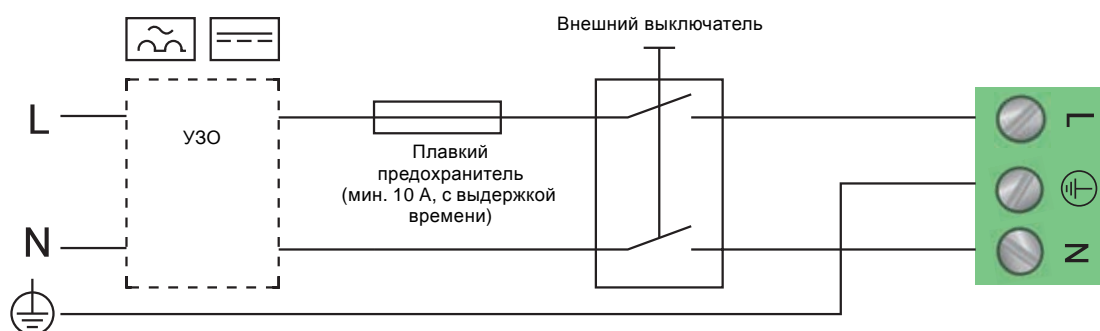 Внешний выключатель
L
УЗО
Плавкий
предохранитель
(мин. 10 А, с выдержкой
времени)
L
N
N